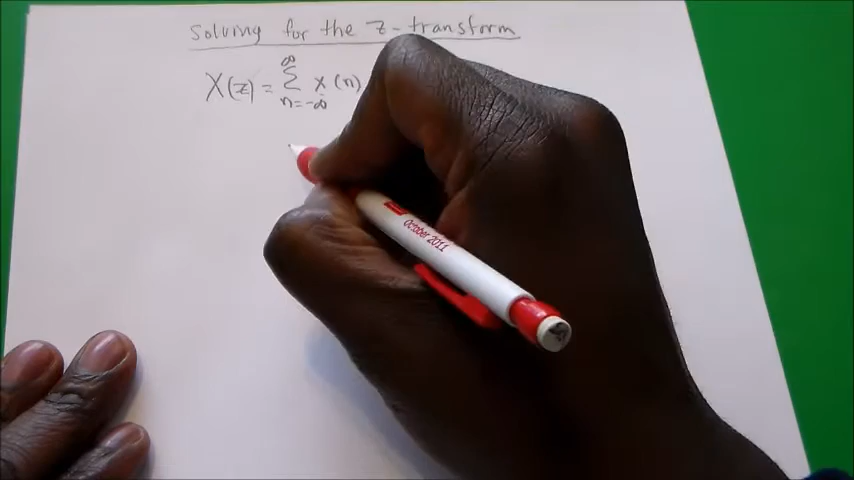 Solving for the Z-transform
∞
X(z) = Σ x(n)
n=-∞
October 2011